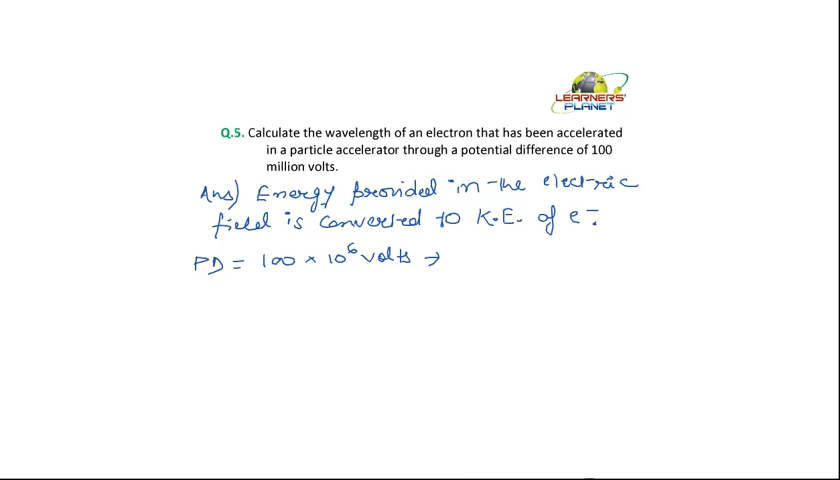 LEARNERS'
PLANET
Q.5. Calculate the wavelength of an electron that has been accelerated
in a particle accelerator through a potential difference of 100
million volts.
Ans) Energy provided in the electric
field is converted to K.E. of e⁻.
PD = 100 × 10⁶ volts →